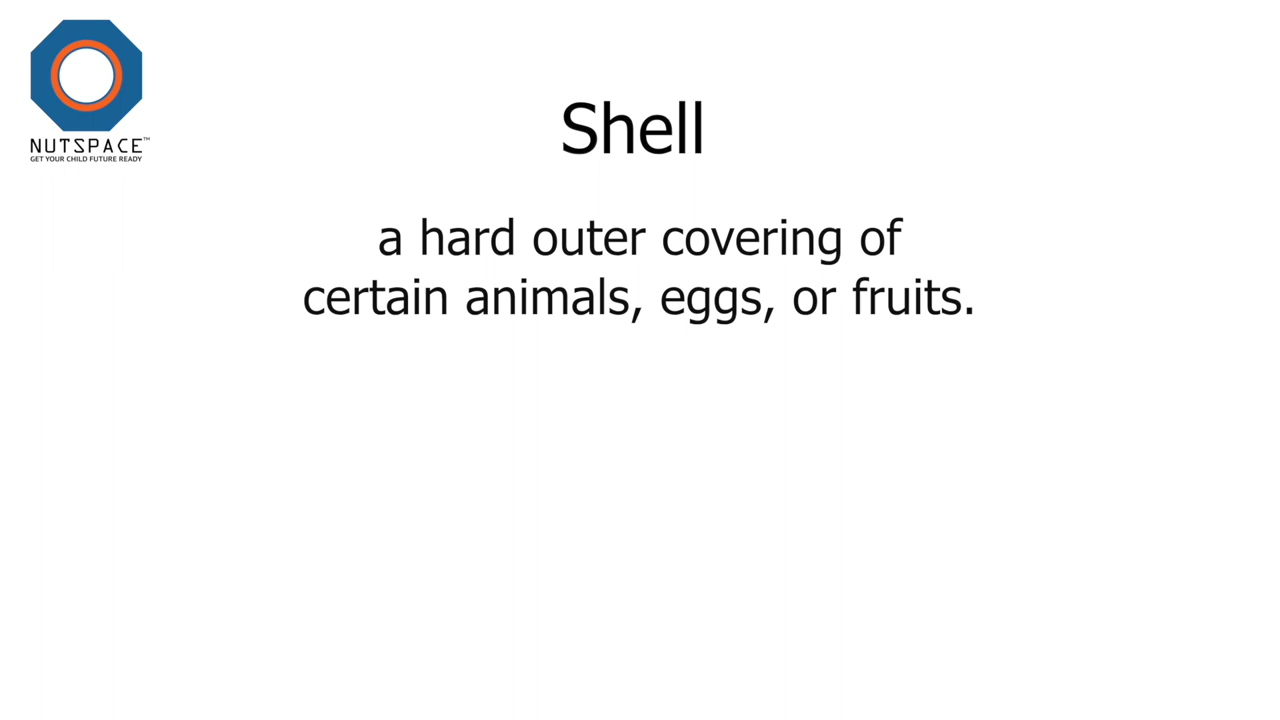 NUTSPACE™
GET YOUR CHILD FUTURE READY
Shell
a hard outer covering of
certain animals, eggs, or fruits.